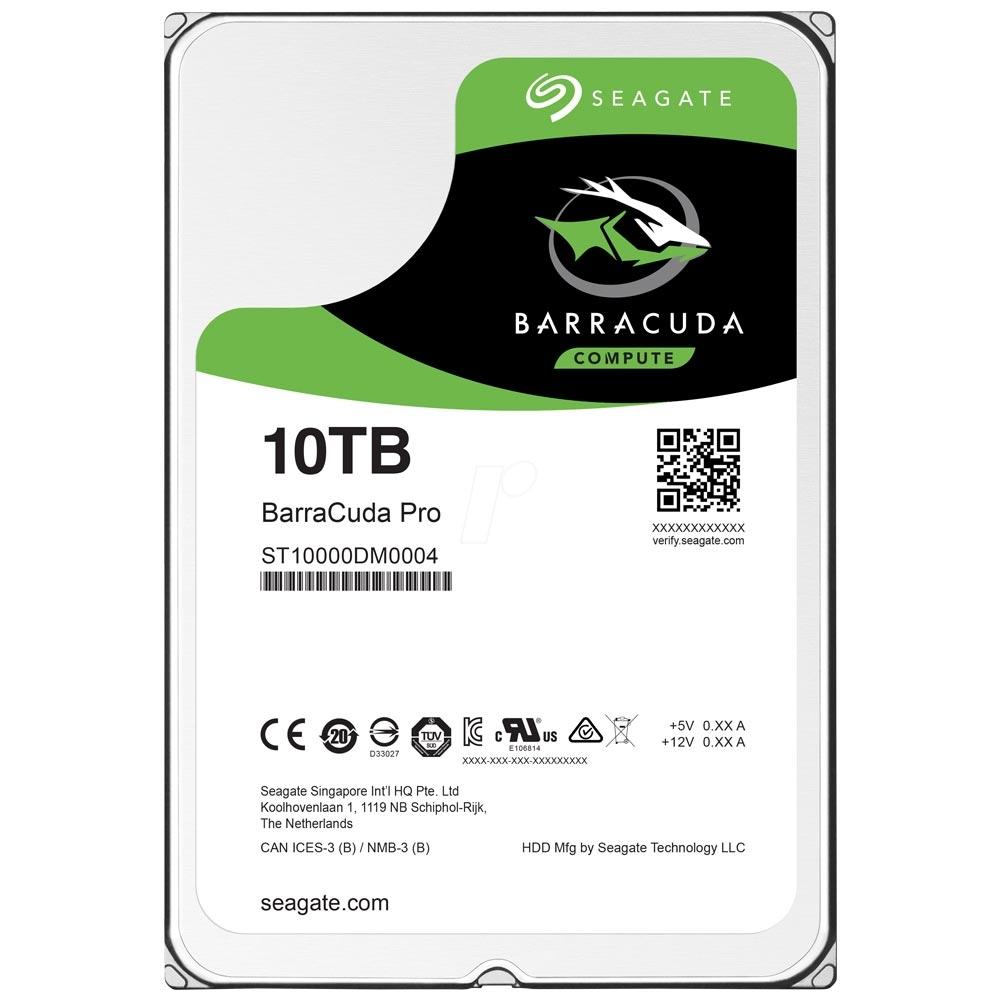 SEAGATE
BARRACUDA
COMPUTE
10TB
BarraCuda Pro
ST10000DM0004
XXXXXXXXXXXX
verify.seagate.com
CE 20 D33027 TÜV SÜD c RU US E106814
XXXX-XXX-XXX-XXXXXXXXX
+5V 0.XX A
+12V 0.XX A
Seagate Singapore Int'l HQ Pte. Ltd
Koolhovenlaan 1, 1119 NB Schiphol-Rijk,
The Netherlands
CAN ICES-3 (B) / NMB-3 (B)
HDD Mfg by Seagate Technology LLC
seagate.com